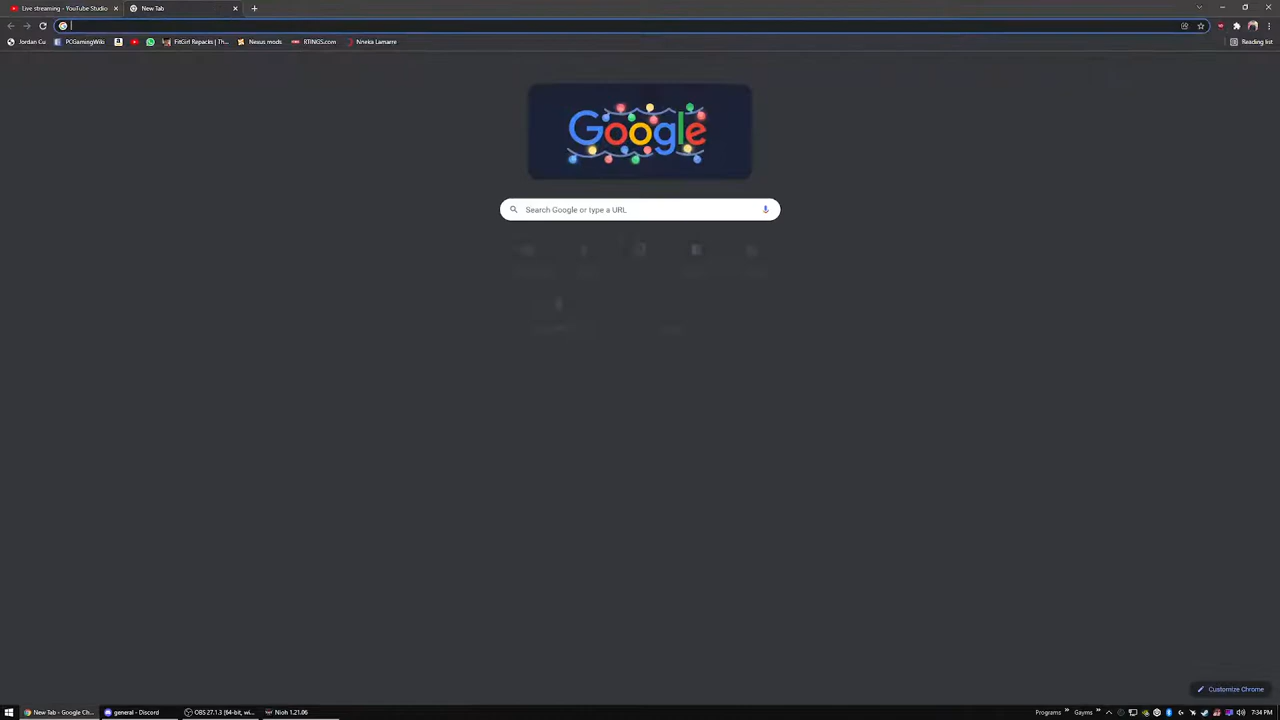 Live streaming - YouTube Studio
New Tab
Jordan Cu
PCGamingWiki
FitGirl Repacks | Th...
Nexus mods
RTINGS.com
Nneka Lamarre
Reading list
Google
Search Google or type a URL
Customize Chrome
New Tab - Google Ch...
general - Discord
OBS 27.1.3 (64-bit, wi...
Nioh 1.21.06
Programs
Gayms
7:34 PM